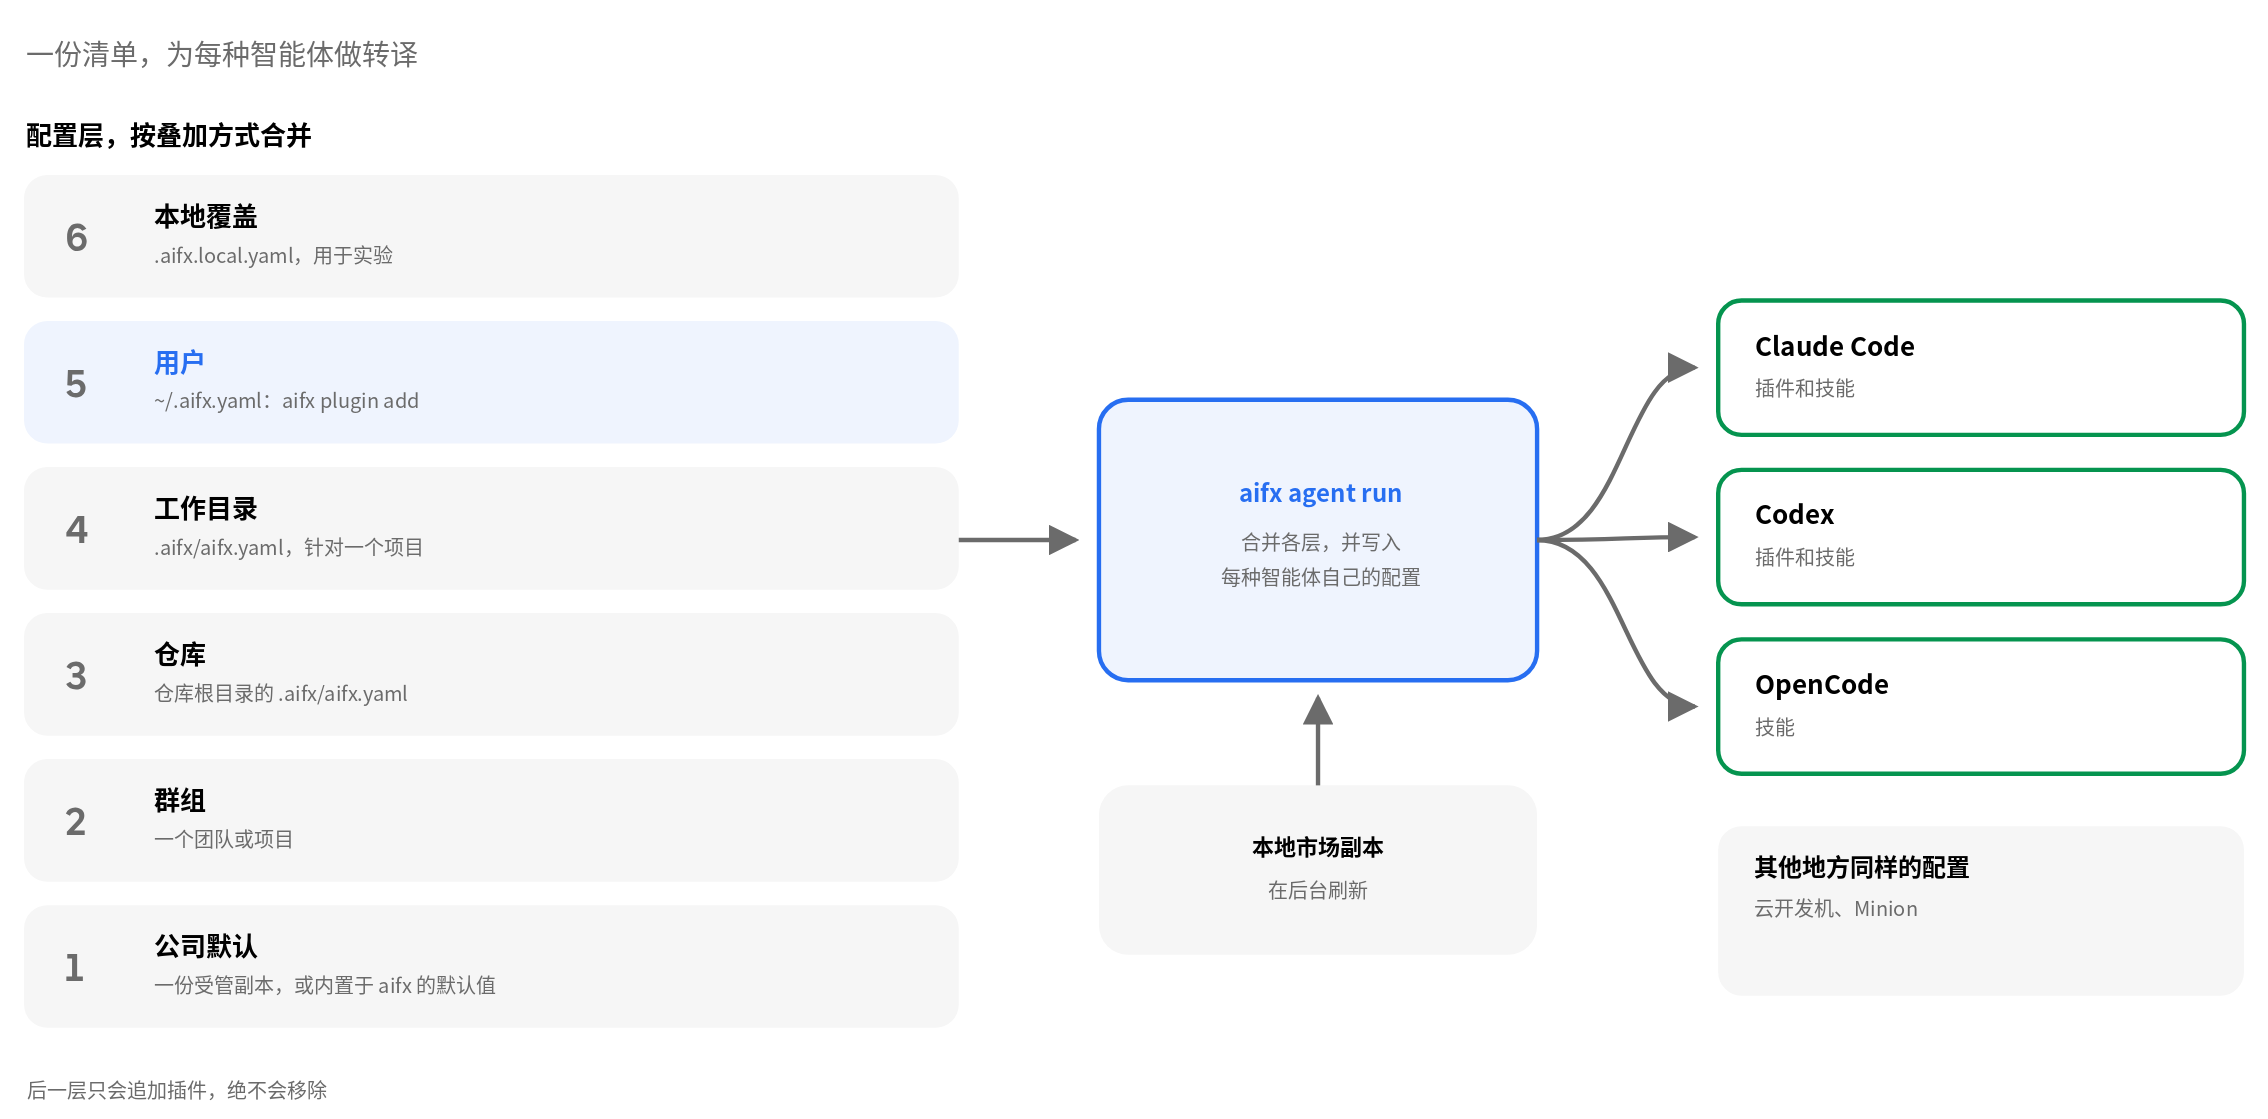 一份清单，为每种智能体做转译
配置层，按叠加方式合并
6
本地覆盖
.aifx.local.yaml，用于实验
5
用户
~/.aifx.yaml：aifx plugin add
4
工作目录
.aifx/aifx.yaml，针对一个项目
3
仓库
仓库根目录的 .aifx/aifx.yaml
2
群组
一个团队或项目
1
公司默认
一份受管副本，或内置于 aifx 的默认值
后一层只会追加插件，绝不会移除
aifx agent run
合并各层，并写入
每种智能体自己的配置
本地市场副本
在后台刷新
Claude Code
插件和技能
Codex
插件和技能
OpenCode
技能
其他地方同样的配置
云开发机、Minion